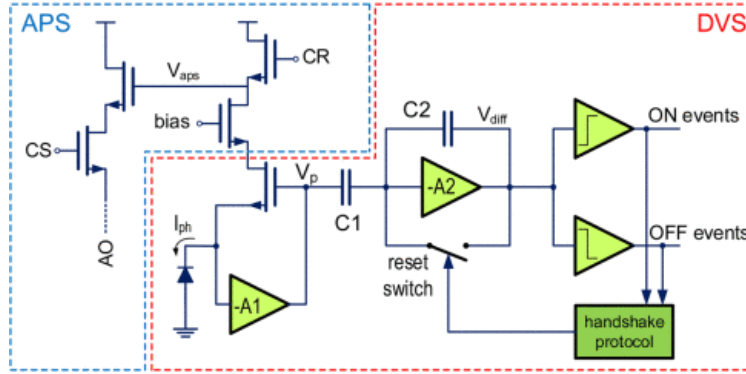 APS
DVS
CR
V_aps
bias
CS
C2
V_diff
ON events
-A2
V_p
C1
I_ph
OFF events
reset
switch
AO
-A1
handshake
protocol